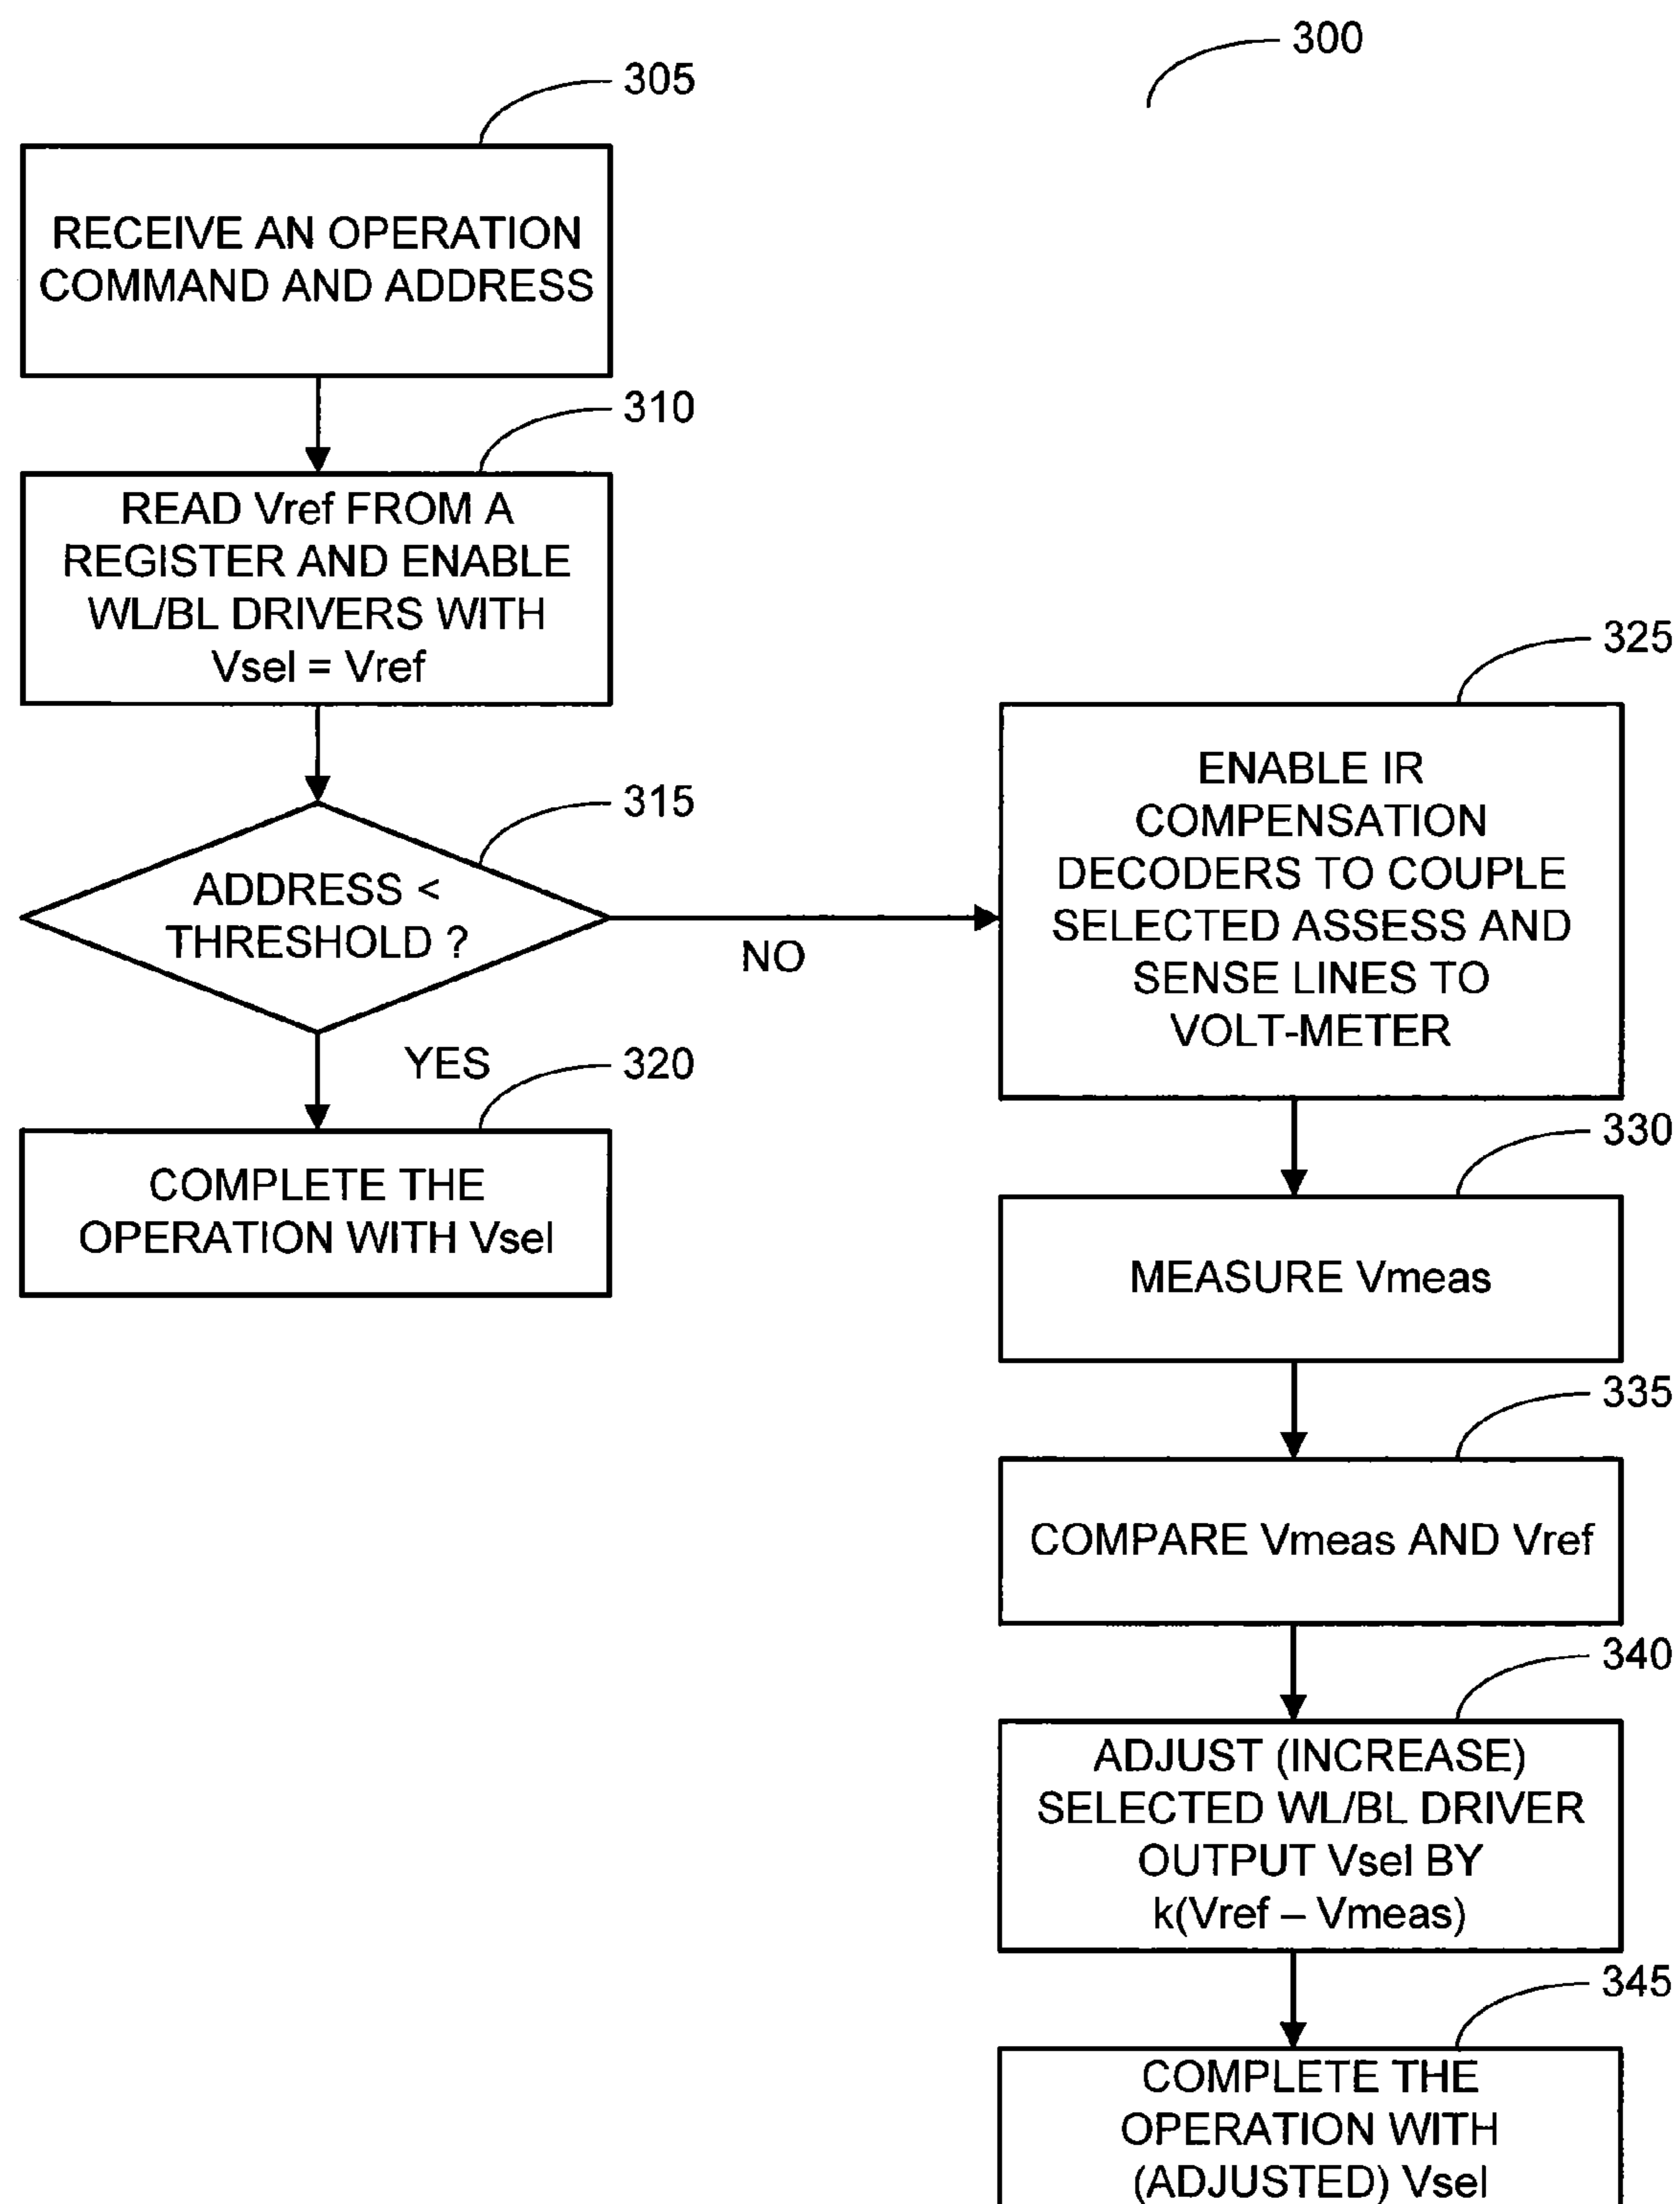 300
305
RECEIVE AN OPERATION
COMMAND AND ADDRESS
310
READ Vref FROM A
REGISTER AND ENABLE
WL/BL DRIVERS WITH
Vsel = Vref
315
ADDRESS <
THRESHOLD ?
NO
YES
320
COMPLETE THE
OPERATION WITH Vsel
325
ENABLE IR
COMPENSATION
DECODERS TO COUPLE
SELECTED ASSESS AND
SENSE LINES TO
VOLT-METER
330
MEASURE Vmeas
335
COMPARE Vmeas AND Vref
340
ADJUST (INCREASE)
SELECTED WL/BL DRIVER
OUTPUT Vsel BY
k(Vref – Vmeas)
345
COMPLETE THE
OPERATION WITH
(ADJUSTED) Vsel